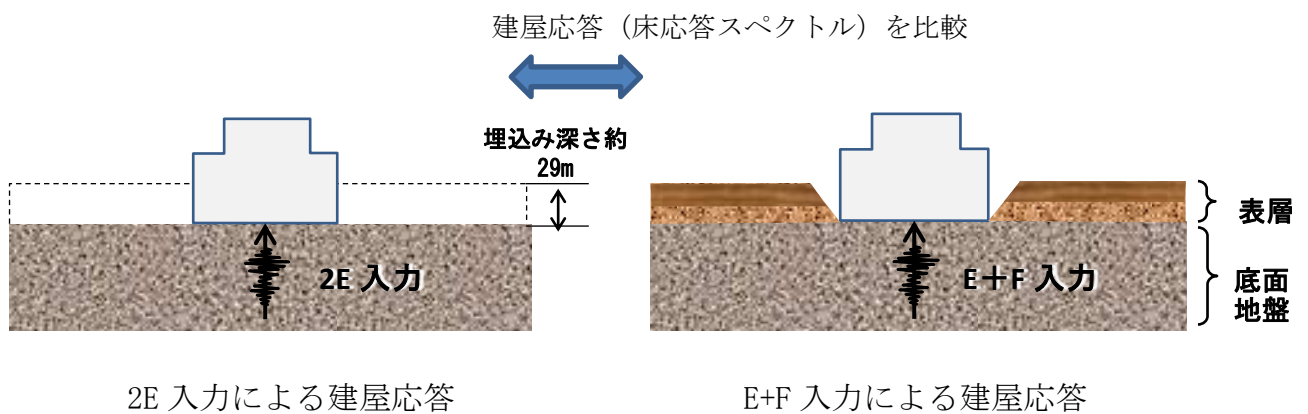 建屋応答（床応答スペクトル）を比較
埋込み深さ約
29m
2E 入力
E＋F 入力
表層
底面
地盤
2E 入力による建屋応答
E+F 入力による建屋応答